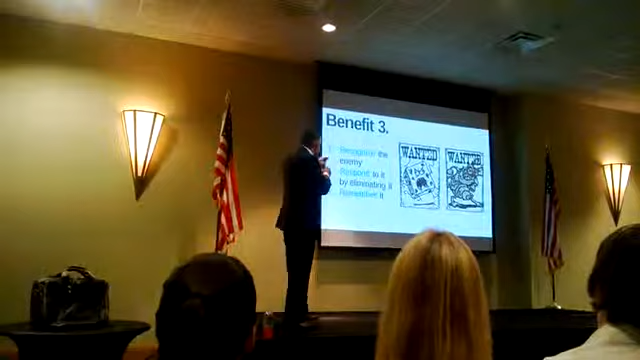 Benefit 3.
Recognize the
enemy
Respond to it
by eliminating it
Remember it
WANTED
WANTED